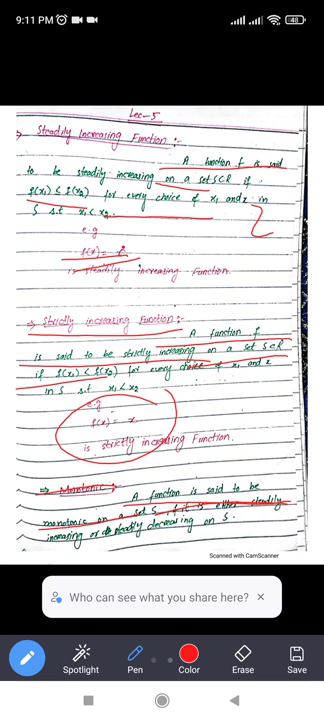 9:11 PM
48
Lec-5
→ Steadily Increasing Function :-
A function f is said
to be steadily increasing on a set S⊂R if
f(x₁) ≤ f(x₂) for every choice of x₁ and 2 in
S s.t x₁ < x₂.
e.g
f(x) =
is steadily increasing Function.
⇒ Strictly increasing Function :-
A function f
is said to be strictly increasing on a set S⊂R
if f(x₁) < f(x₂) for every choice of x₁ and 2
in S s.t x₁ < x₂
e.g
f(x) = x
is strictly increasing Function.
⇒ Monotonic :-
A function is said to be
monotonic on a set S, if it is either steadily
increasing or steadily decreasing on S.
Scanned with CamScanner
Who can see what you share here? ×
Spotlight Pen Color Erase Save